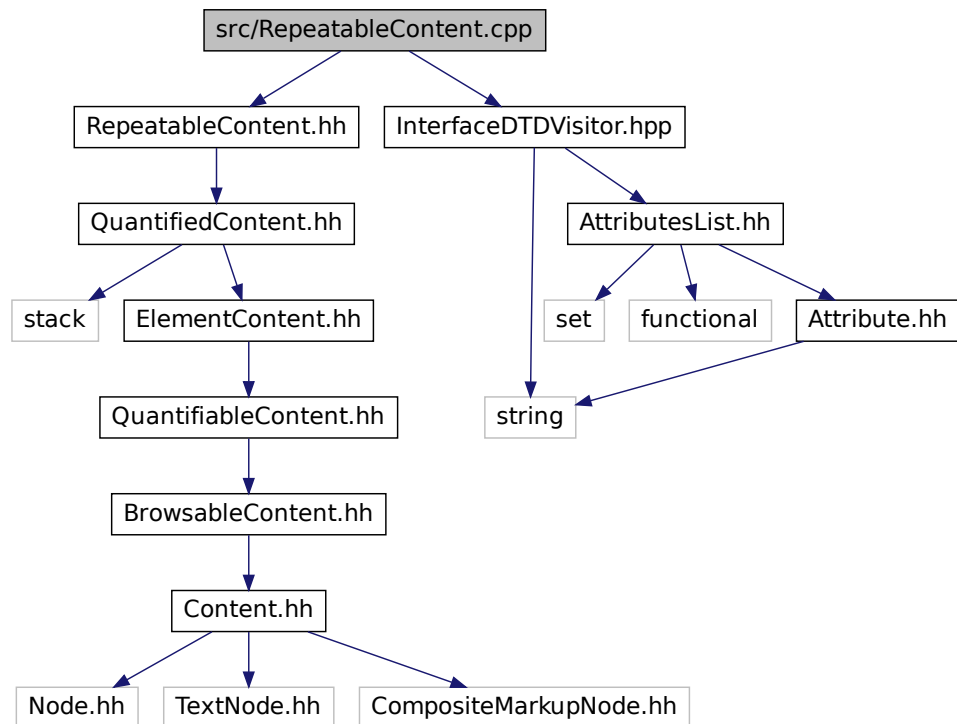 src/RepeatableContent.cpp
RepeatableContent.hh
InterfaceDTDVisitor.hpp
QuantifiedContent.hh
AttributesList.hh
stack
ElementContent.hh
set
functional
Attribute.hh
QuantifiableContent.hh
string
BrowsableContent.hh
Content.hh
Node.hh
TextNode.hh
CompositeMarkupNode.hh